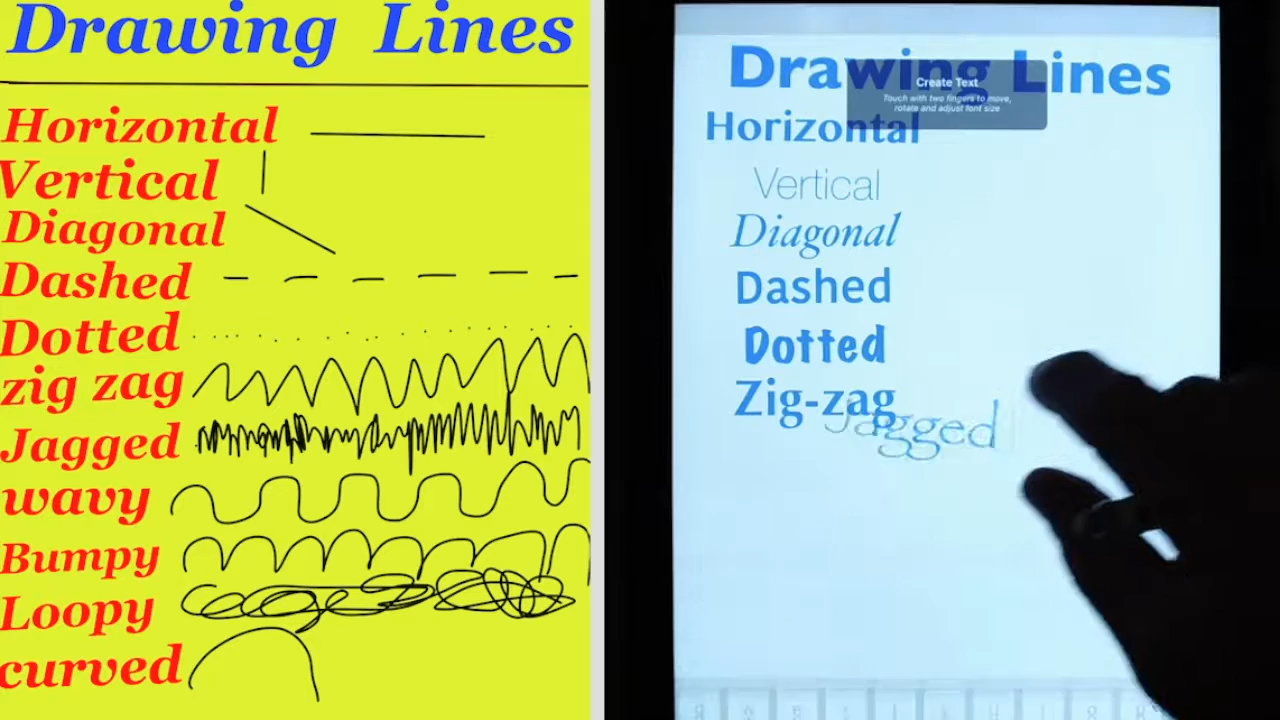 Drawing Lines
Horizontal
Vertical
Diagonal
Dashed
Dotted
zig zag
Jagged
wavy
Bumpy
Loopy
curved
Drawing Lines
Create Text
Touch with two fingers to move,
rotate and adjust font size
Horizontal
Vertical
Diagonal
Dashed
Dotted
Zig-zag
Jagged